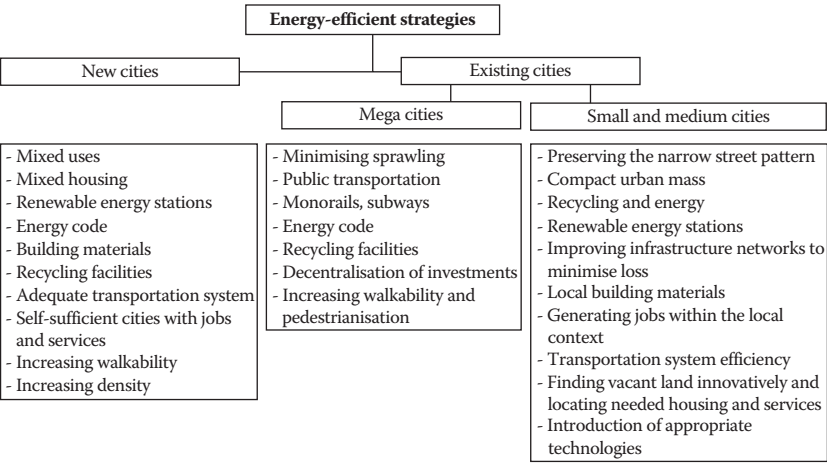 Energy-efficient strategies
New cities
Existing cities
Mega cities
Small and medium cities
- Mixed uses
- Mixed housing
- Renewable energy stations
- Energy code
- Building materials
- Recycling facilities
- Adequate transportation system
- Self-sufficient cities with jobs
and services
- Increasing walkability
- Increasing density
- Minimising sprawling
- Public transportation
- Monorails, subways
- Energy code
- Recycling facilities
- Decentralisation of investments
- Increasing walkability and
pedestrianisation
- Preserving the narrow street pattern
- Compact urban mass
- Recycling and energy
- Renewable energy stations
- Improving infrastructure networks to
minimise loss
- Local building materials
- Generating jobs within the local
context
- Transportation system efficiency
- Finding vacant land innovatively and
locating needed housing and services
- Introduction of appropriate
technologies